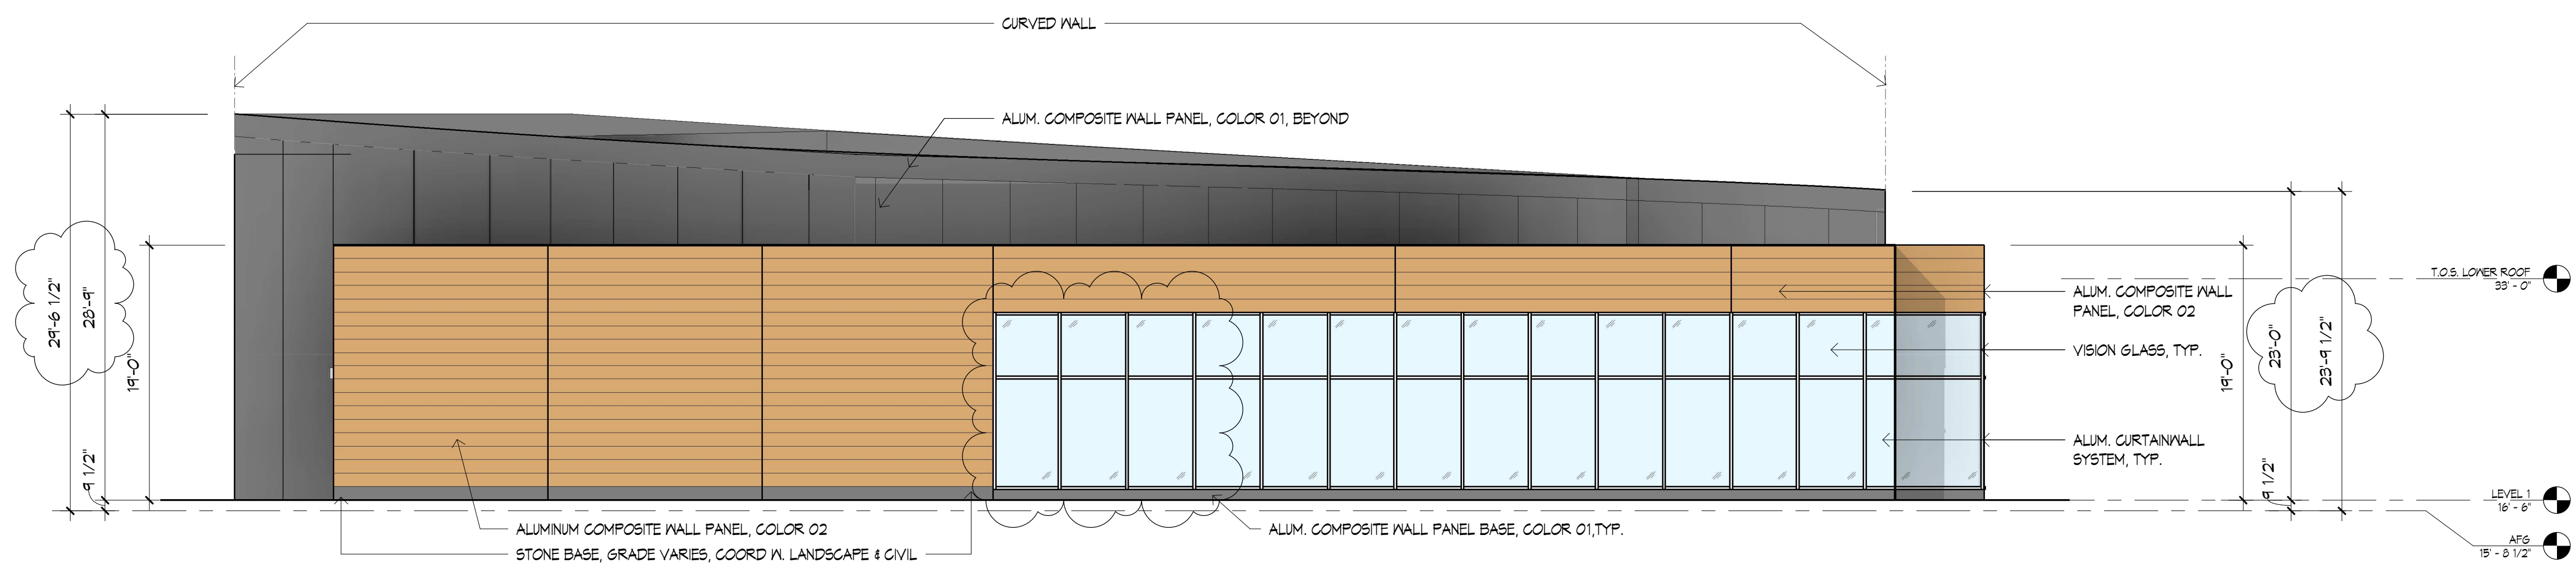 CURVED WALL
ALUM. COMPOSITE WALL PANEL, COLOR 01, BEYOND
29'-6 1/2"
28'-9"
19'-0"
9 1/2"
T.O.S. LOWER ROOF
33' - 0"
ALUM. COMPOSITE WALL
PANEL, COLOR 02
VISION GLASS, TYP.
19'-0"
23'-0"
23'-9 1/2"
ALUM. CURTAINWALL
SYSTEM, TYP.
9 1/2"
LEVEL 1
16' - 6"
ALUMINUM COMPOSITE WALL PANEL, COLOR 02
ALUM. COMPOSITE WALL PANEL BASE, COLOR 01,TYP.
STONE BASE, GRADE VARIES, COORD W. LANDSCAPE & CIVIL
AFG
15' - 8 1/2"